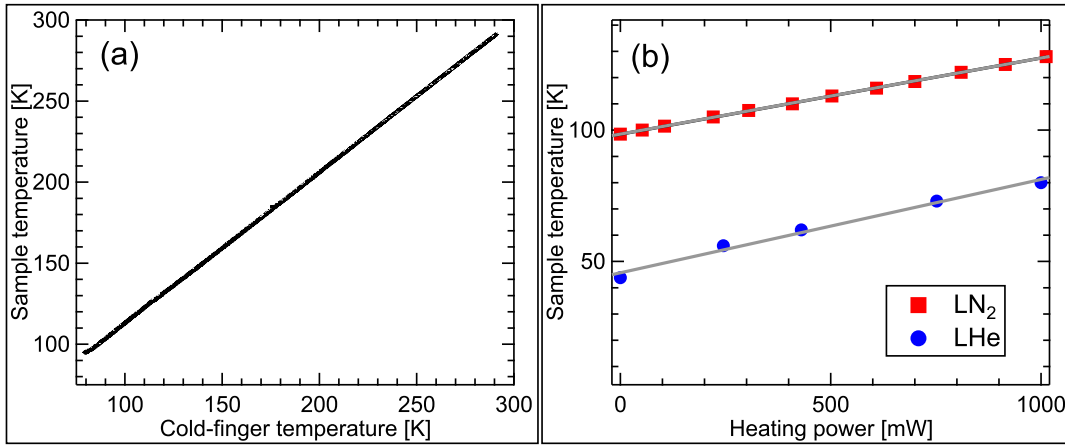 (a)
Sample temperature [K]
300
250
200
150
100
100
150
200
250
300
Cold-finger temperature [K]
(b)
Sample temperature [K]
100
50
LN2
LHe
0
500
1000
Heating power [mW]